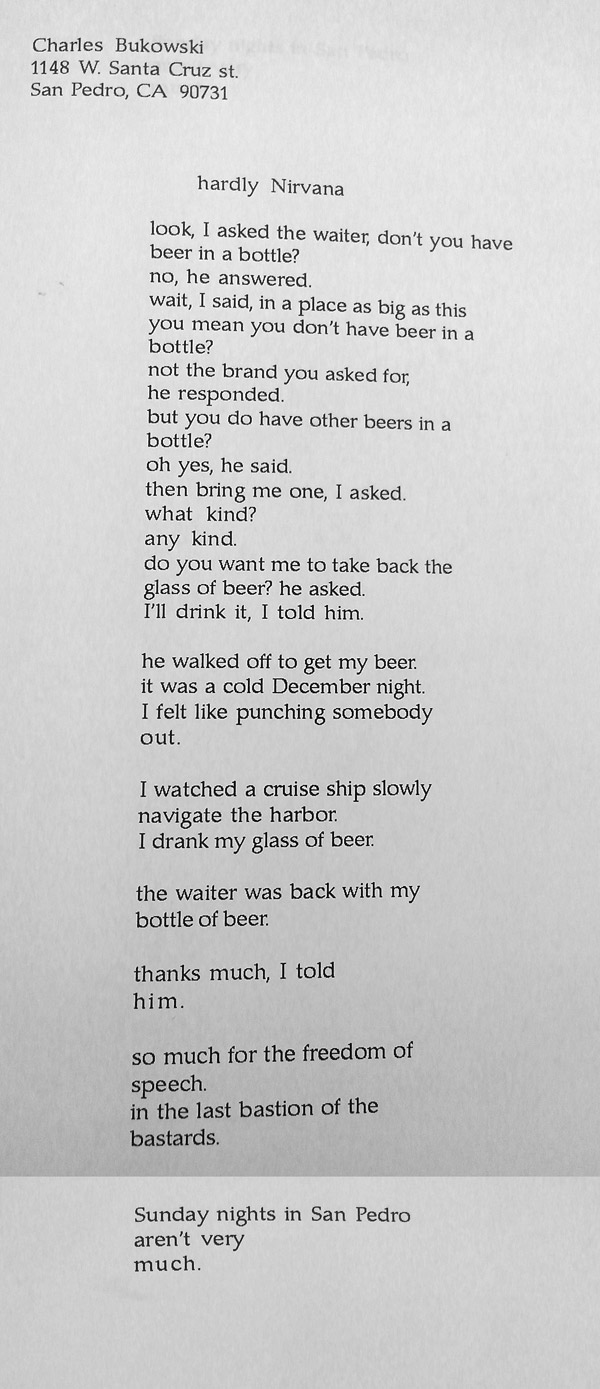 Charles Bukowski
1148 W. Santa Cruz st.
San Pedro, CA 90731
hardly Nirvana
look, I asked the waiter, don't you have
beer in a bottle?
no, he answered.
wait, I said, in a place as big as this
you mean you don't have beer in a
bottle?
not the brand you asked for,
he responded.
but you do have other beers in a
bottle?
oh yes, he said.
then bring me one, I asked.
what kind?
any kind.
do you want me to take back the
glass of beer? he asked.
I'll drink it, I told him.
he walked off to get my beer.
it was a cold December night.
I felt like punching somebody
out.
I watched a cruise ship slowly
navigate the harbor.
I drank my glass of beer.
the waiter was back with my
bottle of beer.
thanks much, I told
him.
so much for the freedom of
speech.
in the last bastion of the
bastards.
Sunday nights in San Pedro
aren't very
much.